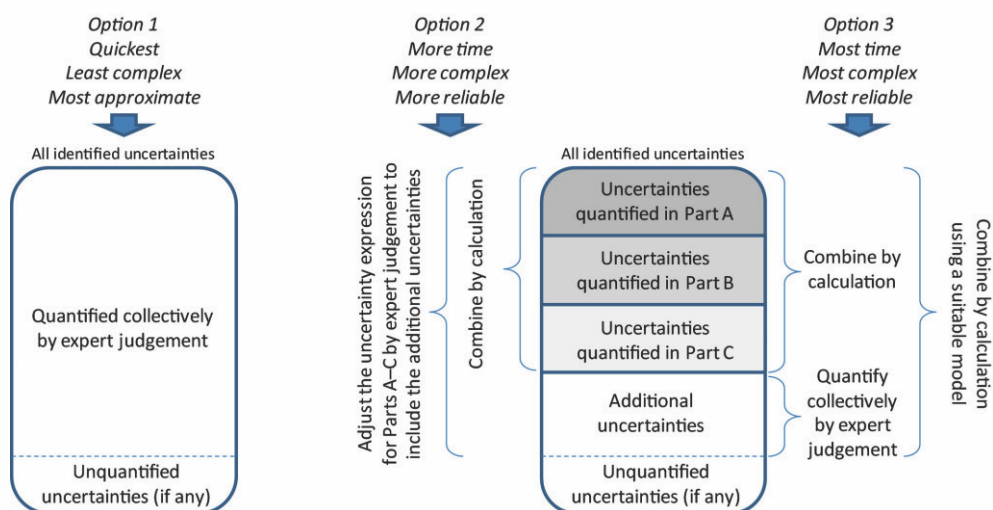 Option 1
Quickest
Least complex
Most approximate
All identified uncertainties
Quantified collectively
by expert judgement
Unquantified
uncertainties (if any)
Option 2
More time
More complex
More reliable
Adjust the uncertainty expression
for Parts A–C by expert judgement to
include the additional uncertainties
Combine by calculation
All identified uncertainties
Uncertainties
quantified in Part A
Uncertainties
quantified in Part B
Uncertainties
quantified in Part C
Additional
uncertainties
Unquantified
uncertainties (if any)
Option 3
Most time
Most complex
Most reliable
Combine by
calculation
Quantify
collectively
by expert
judgement
Combine by calculation
using a suitable model